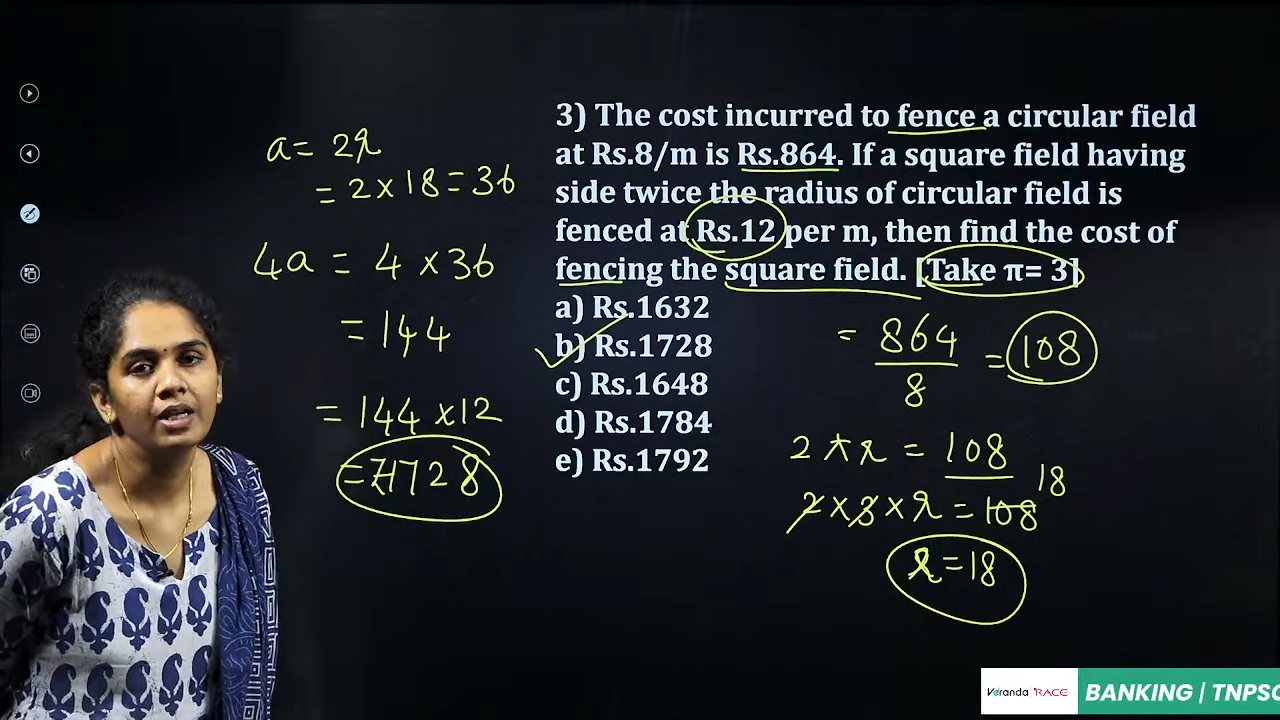 3) The cost incurred to fence a circular field
at Rs.8/m is Rs.864. If a square field having
side twice the radius of circular field is
fenced at Rs.12 per m, then find the cost of
fencing the square field. [Take π= 3]
a) Rs.1632
b) Rs.1728
c) Rs.1648
d) Rs.1784
e) Rs.1792
= 864/8 = 108
2πr = 108
2×3×r = 108 18
r = 18
a = 2r
= 2 × 18 = 36
4a = 4 × 36
= 144
= 144 × 12
= 1728
Veranda RACE
BANKING | TNPSC